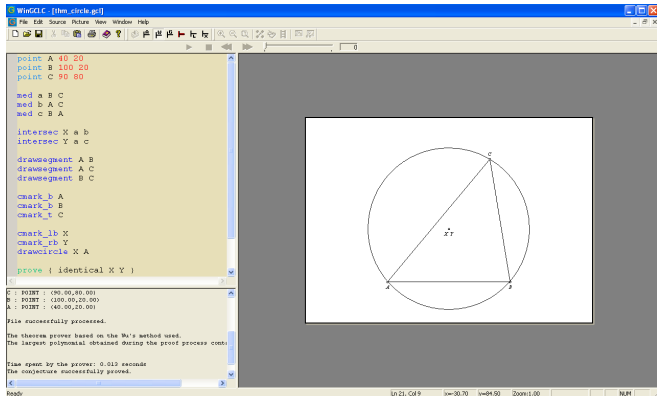 WinGCLC - [thm_circle.gcl]
File Edit Source Picture View Window Help
0
point A 40 20
point B 100 20
point C 90 80
med a B C
med b A C
med c B A
intersec X a b
intersec Y a c
drawsegment A B
drawsegment A C
drawsegment B C
cmark_b A
cmark_b B
cmark_t C
cmark_lb X
cmark_rb Y
drawcircle X A
prove { identical X Y }
C
X Y
A
B
C : POINT : (90.00,80.00)
B : POINT : (100.00,20.00)
A : POINT : (40.00,20.00)
File successfully processed.
The theorem prover based on the Wu's method used.
The largest polynomial obtained during the proof process conta
Time spent by the prover: 0.013 seconds
The conjecture successfully proved.
Ready
Ln 21, Col 9
x=-30.70
y=84.50
Zoom:1.00
NUM